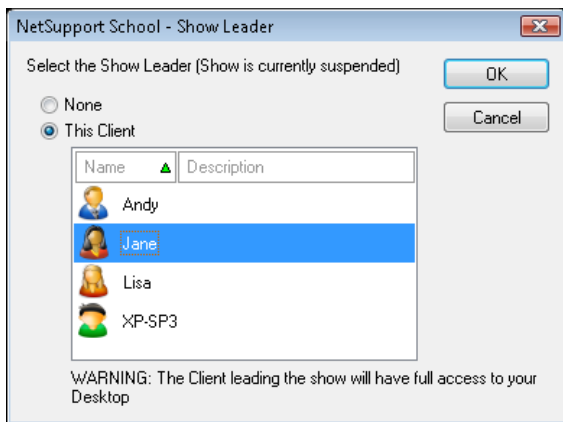 NetSupport School - Show Leader
Select the Show Leader (Show is currently suspended)
OK
None
Cancel
This Client
Name Description
Andy
Jane
Lisa
XP-SP3
WARNING: The Client leading the show will have full access to your
Desktop